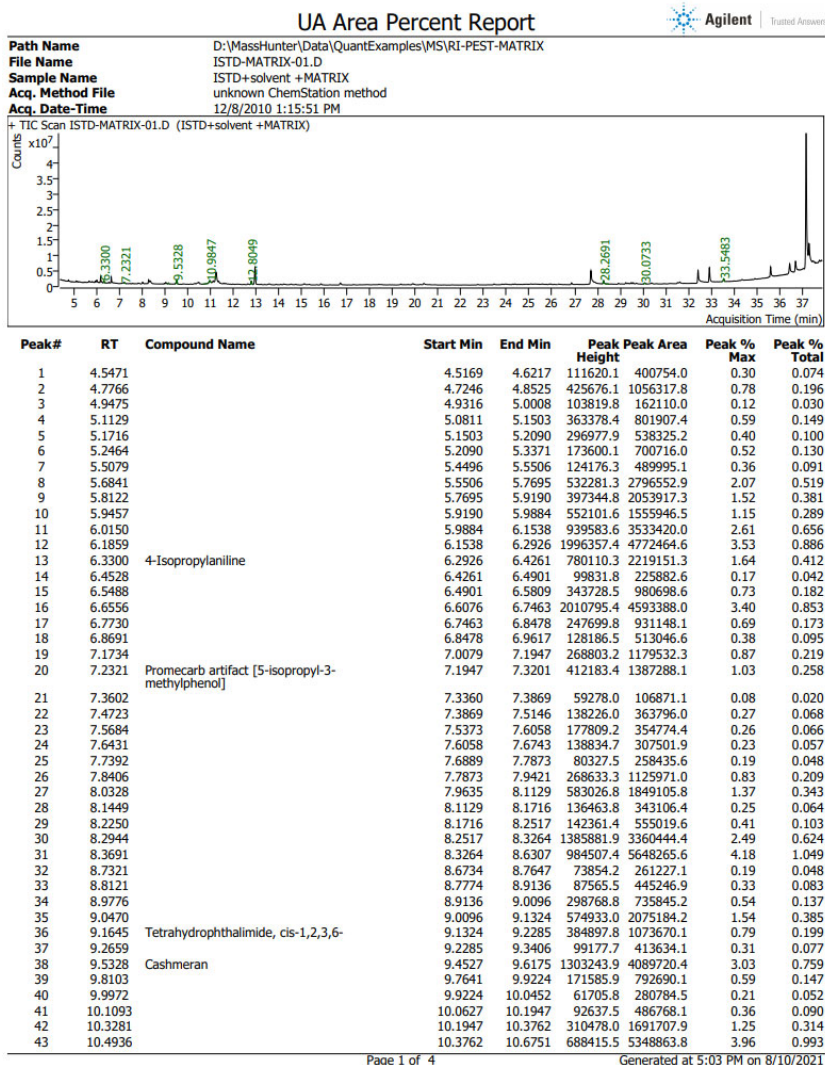 UA Area Percent Report
Agilent Trusted Answers
Path Name D:\MassHunter\Data\QuantExamples\MS\RI-PEST-MATRIX
File Name ISTD-MATRIX-01.D
Sample Name ISTD+solvent +MATRIX
Acq. Method File unknown ChemStation method
Acq. Date-Time 12/8/2010 1:15:51 PM
+ TIC Scan ISTD-MATRIX-01.D (ISTD+solvent +MATRIX)
Counts
x10⁷
4
3.5
3
2.5
2
1.5
1
0.5
0
6.3300 7.2321 9.5328 10.9847 12.8049 28.2691 30.0733 33.5483
5 6 7 8 9 10 11 12 13 14 15 16 17 18 19 20 21 22 23 24 25 26 27 28 29 30 31 32 33 34 35 36 37
Acquisition Time (min)
Peak# RT Compound Name Start Min End Min Peak Peak Area Peak % Peak %
Height Max Total
1 4.5471 4.5169 4.6217 111620.1 400754.0 0.30 0.074
2 4.7766 4.7246 4.8525 425676.1 1056317.8 0.78 0.196
3 4.9475 4.9316 5.0008 103819.8 162110.0 0.12 0.030
4 5.1129 5.0811 5.1503 363378.4 801907.4 0.59 0.149
5 5.1716 5.1503 5.2090 296977.9 538325.2 0.40 0.100
6 5.2464 5.2090 5.3371 173600.1 700716.0 0.52 0.130
7 5.5079 5.4496 5.5506 124176.3 489995.1 0.36 0.091
8 5.6841 5.5506 5.7695 532281.3 2796552.9 2.07 0.519
9 5.8122 5.7695 5.9190 397344.8 2053917.3 1.52 0.381
10 5.9457 5.9190 5.9884 552101.6 1555946.5 1.15 0.289
11 6.0150 5.9884 6.1538 939583.6 3533420.0 2.61 0.656
12 6.1859 6.1538 6.2926 1996357.4 4772464.6 3.53 0.886
13 6.3300 4-Isopropylaniline 6.2926 6.4261 780110.3 2219151.3 1.64 0.412
14 6.4528 6.4261 6.4901 99831.8 225882.6 0.17 0.042
15 6.5488 6.4901 6.5809 343728.5 980698.6 0.73 0.182
16 6.6556 6.6076 6.7463 2010795.4 4593388.0 3.40 0.853
17 6.7730 6.7463 6.8478 247699.8 931148.1 0.69 0.173
18 6.8691 6.8478 6.9617 128186.5 513046.6 0.38 0.095
19 7.1734 7.0079 7.1947 268803.2 1179532.3 0.87 0.219
20 7.2321 Promecarb artifact [5-isopropyl-3- 7.1947 7.3201 412183.4 1387288.1 1.03 0.258
methylphenol]
21 7.3602 7.3360 7.3869 59278.0 106871.1 0.08 0.020
22 7.4723 7.3869 7.5146 138226.0 363796.0 0.27 0.068
23 7.5684 7.5373 7.6058 177809.2 354774.4 0.26 0.066
24 7.6431 7.6058 7.6743 138834.7 307501.9 0.23 0.057
25 7.7392 7.6889 7.7873 80327.5 258435.6 0.19 0.048
26 7.8406 7.7873 7.9421 268633.3 1125971.0 0.83 0.209
27 8.0328 7.9635 8.1129 583026.8 1849105.8 1.37 0.343
28 8.1449 8.1129 8.1716 136463.8 343106.4 0.25 0.064
29 8.2250 8.1716 8.2517 142361.4 555019.6 0.41 0.103
30 8.2944 8.2517 8.3264 1385881.9 3360444.4 2.49 0.624
31 8.3691 8.3264 8.6307 984507.4 5648265.6 4.18 1.049
32 8.7321 8.6734 8.7647 73854.2 261227.1 0.19 0.048
33 8.8121 8.7774 8.9136 87565.5 445246.9 0.33 0.083
34 8.9776 8.9136 9.0096 298768.8 735845.2 0.54 0.137
35 9.0470 9.0096 9.1324 574933.0 2075184.2 1.54 0.385
36 9.1645 Tetrahydrophthalimide, cis-1,2,3,6- 9.1324 9.2285 384897.8 1073670.1 0.79 0.199
37 9.2659 9.2285 9.3406 99177.7 413634.1 0.31 0.077
38 9.5328 Cashmeran 9.4527 9.6175 1303243.9 4089720.4 3.03 0.759
39 9.8103 9.7641 9.9224 171585.9 792690.1 0.59 0.147
40 9.9972 9.9224 10.0452 61705.8 280784.5 0.21 0.052
41 10.1093 10.0627 10.1947 92637.5 486768.1 0.36 0.090
42 10.3281 10.1947 10.3762 310478.0 1691707.9 1.25 0.314
43 10.4936 10.3762 10.6751 688415.5 5348863.8 3.96 0.993
Page 1 of 4 Generated at 5:03 PM on 8/10/2021